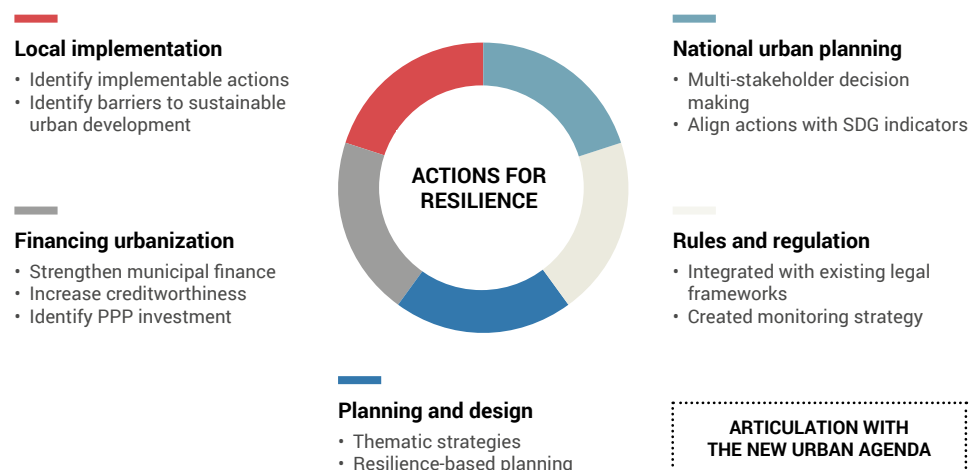 Local implementation
• Identify implementable actions
• Identify barriers to sustainable
urban development
Financing urbanization
• Strengthen municipal finance
• Increase creditworthiness
• Identify PPP investment
ACTIONS FOR
RESILIENCE
National urban planning
• Multi-stakeholder decision
making
• Align actions with SDG indicators
Rules and regulation
• Integrated with existing legal
frameworks
• Created monitoring strategy
Planning and design
• Thematic strategies
• Resilience-based planning
ARTICULATION WITH
THE NEW URBAN AGENDA